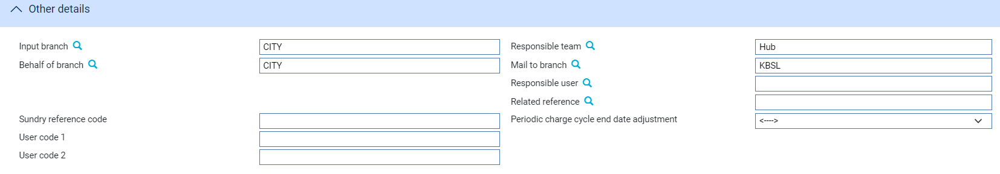 Other details
Input branch CITY Responsible team Hub
Behalf of branch CITY Mail to branch KBSL
Responsible user
Related reference
Sundry reference code Periodic charge cycle end date adjustment <---->
User code 1
User code 2